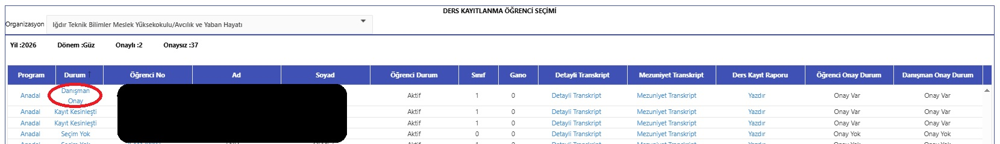 DERS KAYITLANMA ÖĞRENCİ SEÇİMİ
Organizasyon Iğdır Teknik Bilimler Meslek Yüksekokulu/Avcılık ve Yaban Hayatı
Yıl :2026 Dönem :Güz Onaylı :2 Onaysız :37
Program Durum ↑ Öğrenci No Ad Soyad Öğrenci Durum Sınıf Gano Detayli Transkript Mezuniyet Transkript Ders Kayıt Raporu Öğrenci Onay Durum Danışman Onay Durum
Anadal Danışman Onay Aktif 1 0 Detayli Transkript Mezuniyet Transkript Yazdır Onay Var Onay Var
Anadal Kayıt Kesinleşti Aktif 1 0 Detayli Transkript Mezuniyet Transkript Yazdır Onay Var Onay Var
Anadal Kayıt Kesinleşti Aktif 1 0 Detayli Transkript Mezuniyet Transkript Yazdır Onay Var Onay Var
Anadal Seçim Yok Aktif 0 0 Detayli Transkript Mezuniyet Transkript Yazdır Onay Yok Onay Yok